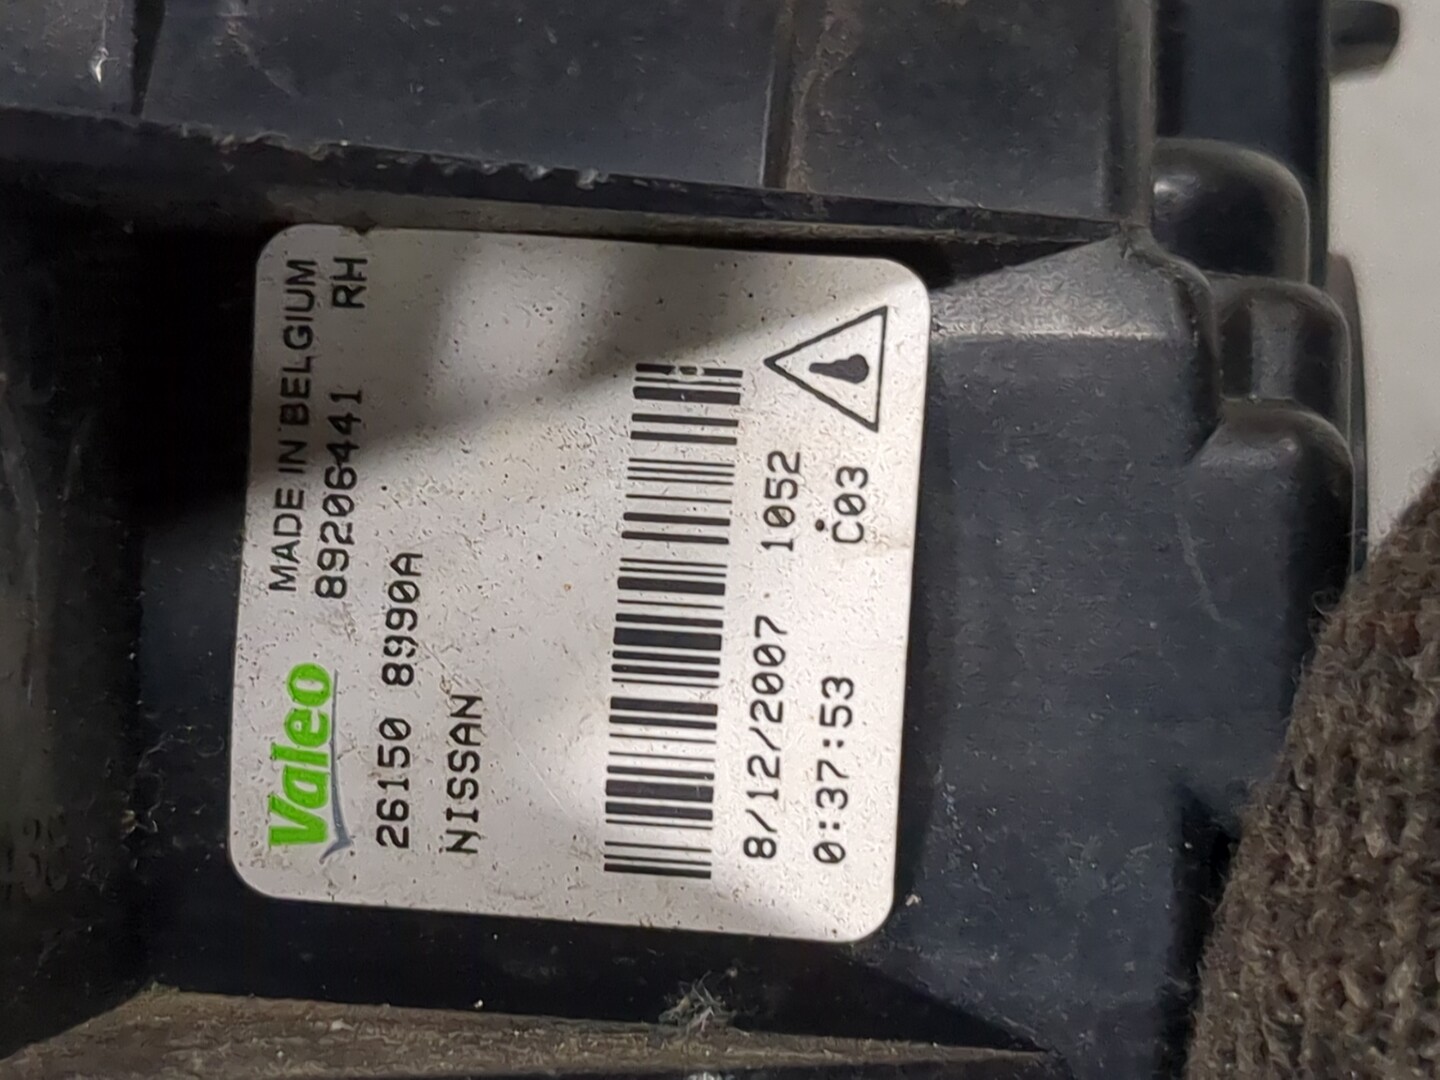 Valeo MADE IN BELGIUM
89206441 RH
26150 8990A
NISSAN
8/12/2007 1052
0:37:53 C03